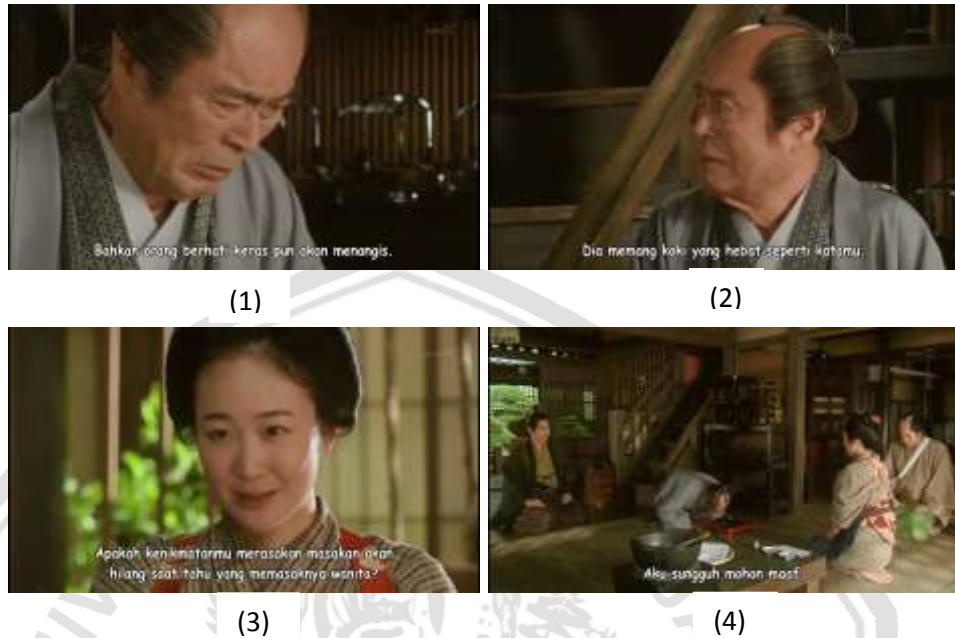 Bahkan orang berhati keras pun akan menangis.
Dia memang koki yang hebat seperti katamu.
(1)
(2)
Apakah kenikmatanmu merasakan masakan akan
hilang saat tahu yang memasaknya wanita?
Aku sungguh mohon maaf
(3)
(4)